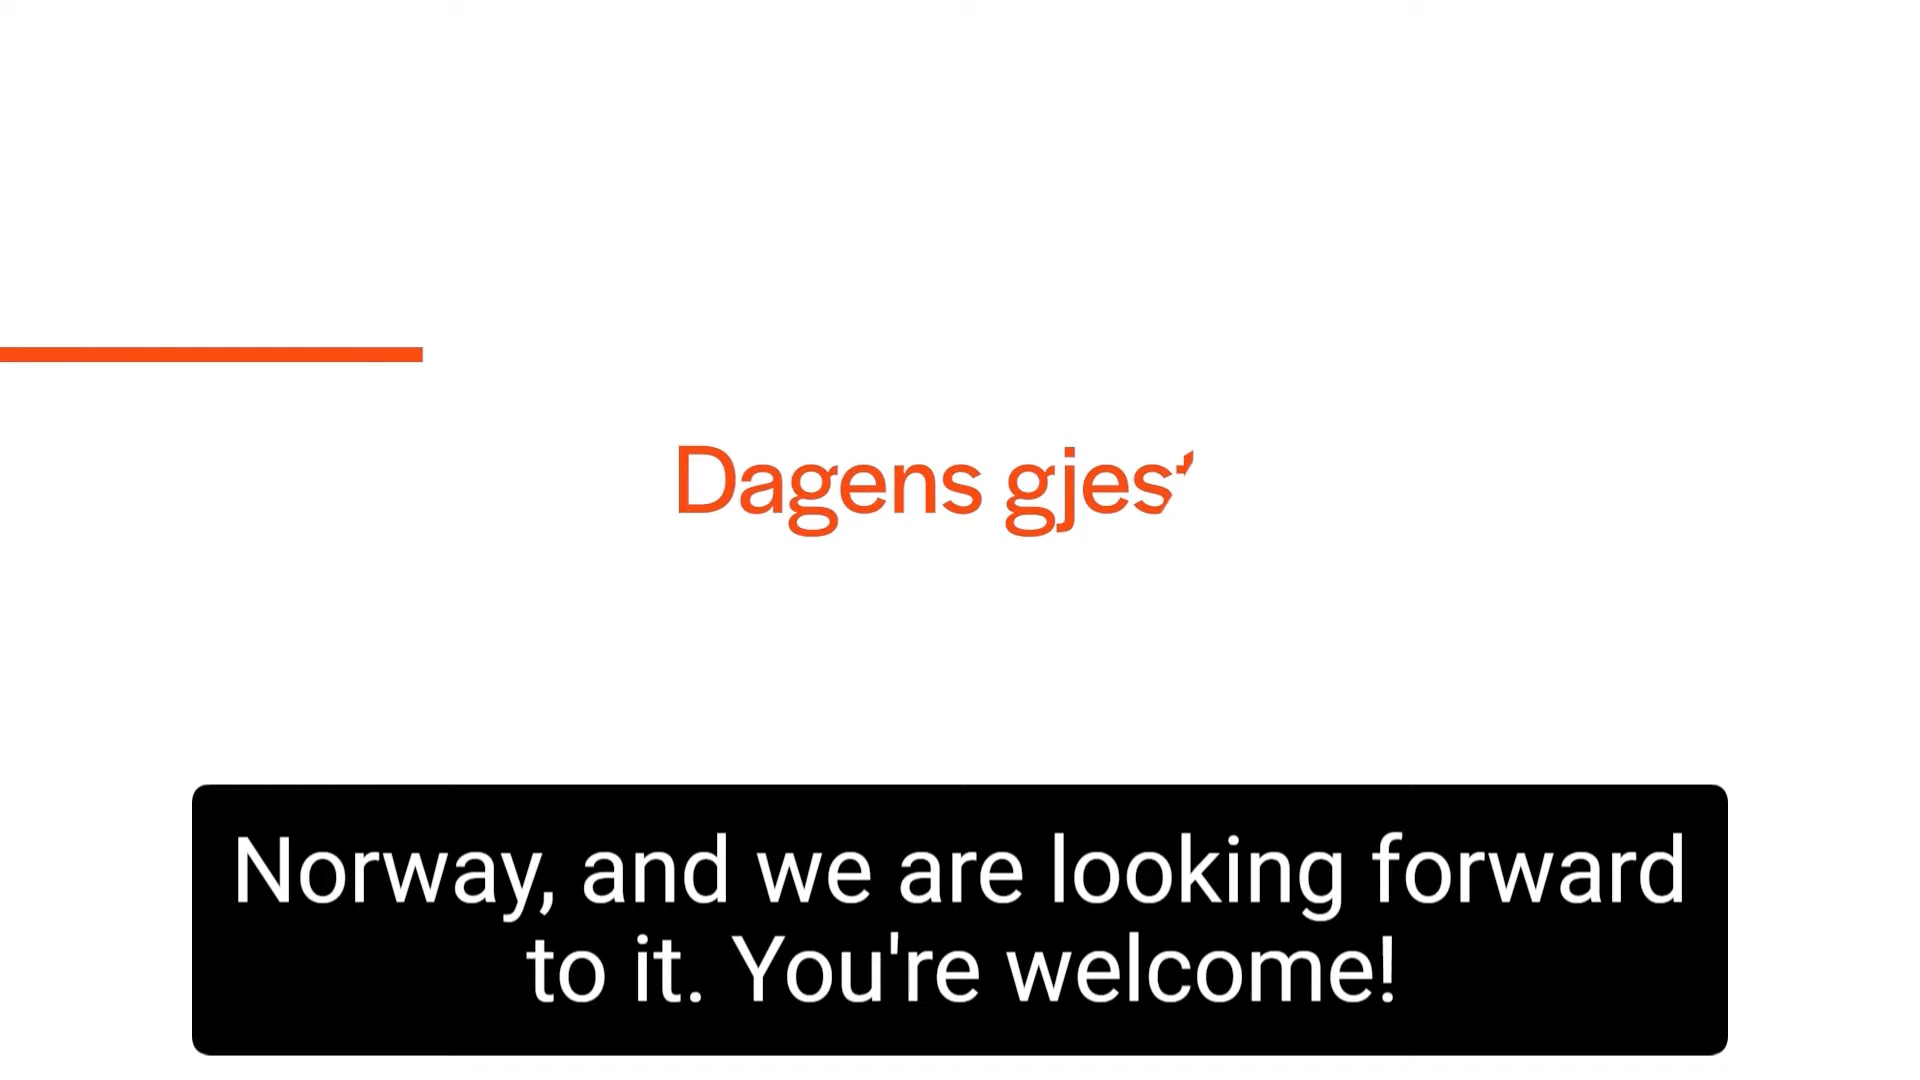 Dagens gjes
Norway, and we are looking forward
to it. You're welcome!